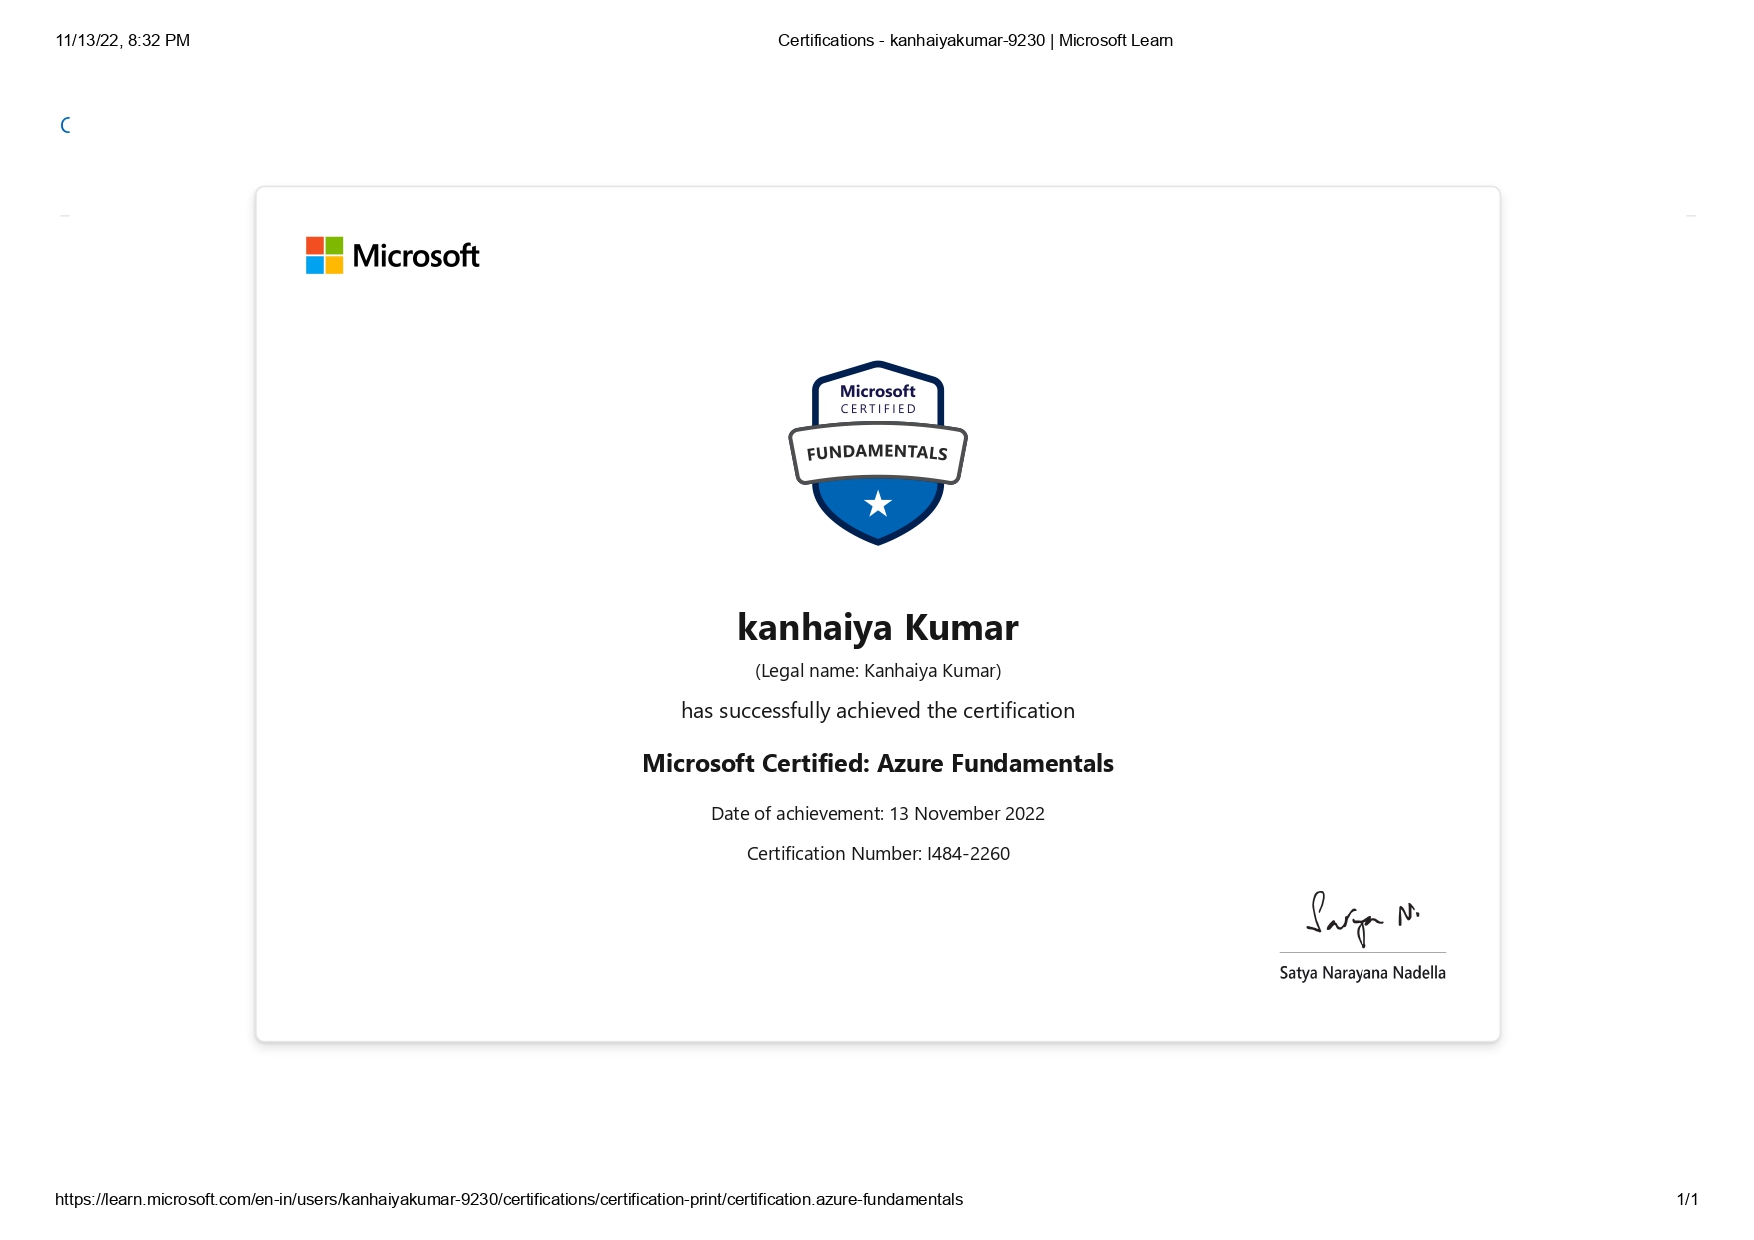 11/13/22, 8:32 PM
Certifications - kanhaiyakumar-9230 | Microsoft Learn
Microsoft
Microsoft
CERTIFIED
FUNDAMENTALS
kanhaiya Kumar
(Legal name: Kanhaiya Kumar)
has successfully achieved the certification
Microsoft Certified: Azure Fundamentals
Date of achievement: 13 November 2022
Certification Number: I484-2260
Satya N.
Satya Narayana Nadella
https://learn.microsoft.com/en-in/users/kanhaiyakumar-9230/certifications/certification-print/certification.azure-fundamentals
1/1